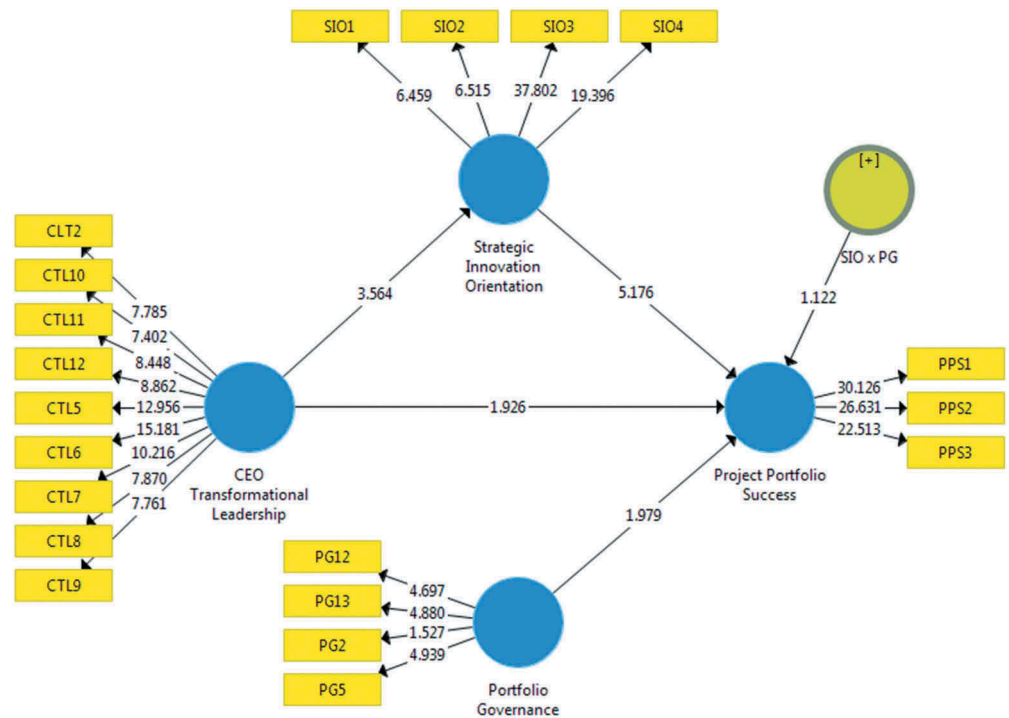 SIO1 SIO2 SIO3 SIO4
6.459 6.515 37.802 19.396
[+]
SIO x PG
Strategic
Innovation
Orientation
3.564
5.176
1.122
CLT2
CTL10
CTL11
CTL12
CTL5
CTL6
CTL7
CTL8
CTL9
7.785
7.402
8.448
8.862
12.956
15.181
10.216
7.870
7.761
CEO
Transformational
Leadership
1.926
Project Portfolio
Success
30.126
26.631
22.513
PPS1
PPS2
PPS3
1.979
PG12
PG13
PG2
PG5
4.697
4.880
1.527
4.939
Portfolio
Governance